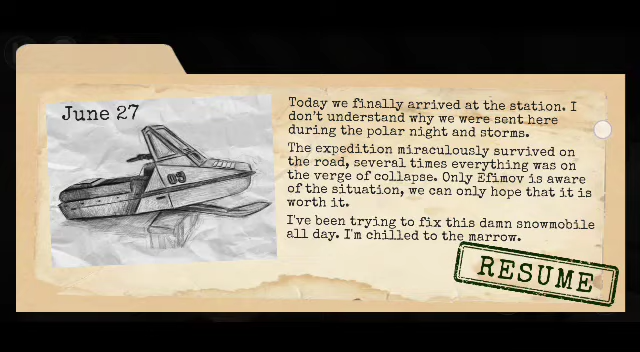 June 27
Today we finally arrived at the station. I
don't understand why we were sent here
during the polar night and storms.
The expedition miraculously survived on
the road, several times everything was on
the verge of collapse. Only Efimov is aware
of the situation, we can only hope that it is
worth it.
I've been trying to fix this damn snowmobile
all day. I'm chilled to the marrow.
05
RESUME